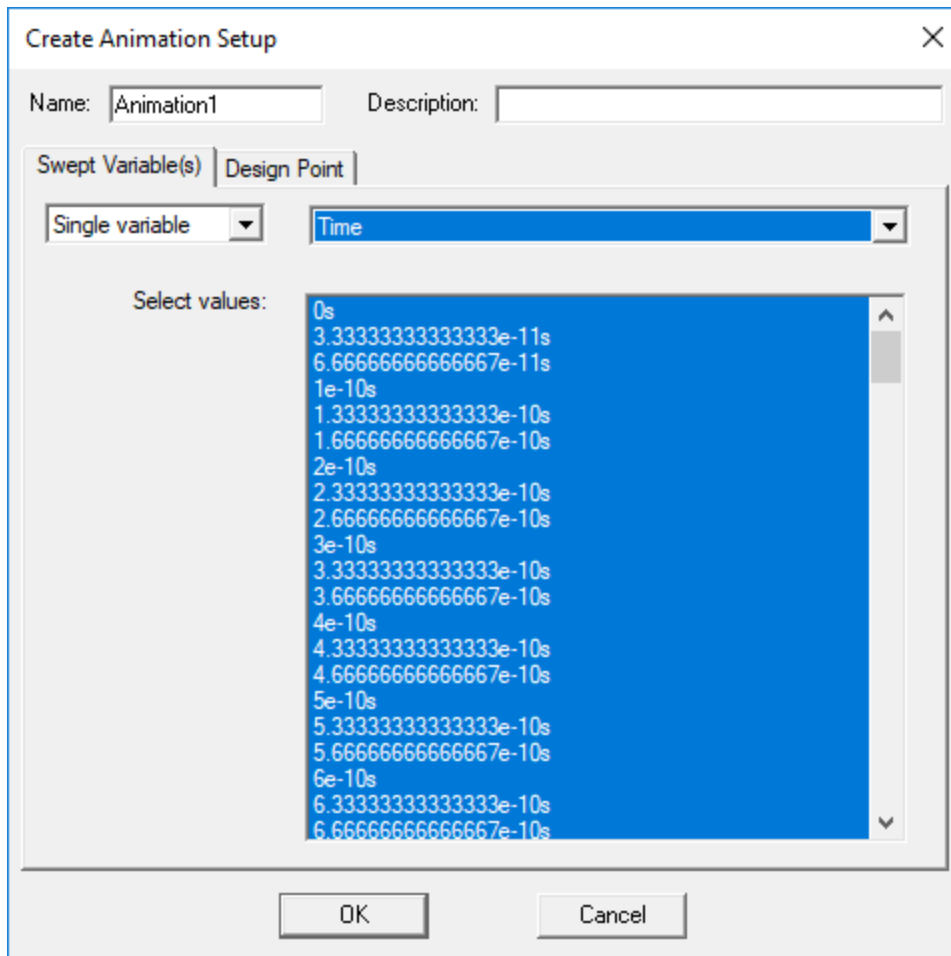 Create Animation Setup
Name: Animation1 Description:
Swept Variable(s) Design Point
Single variable Time
Select values:
0s
3.33333333333333e-11s
6.66666666666667e-11s
1e-10s
1.33333333333333e-10s
1.66666666666667e-10s
2e-10s
2.33333333333333e-10s
2.66666666666667e-10s
3e-10s
3.33333333333333e-10s
3.66666666666667e-10s
4e-10s
4.33333333333333e-10s
4.66666666666667e-10s
5e-10s
5.33333333333333e-10s
5.66666666666667e-10s
6e-10s
6.33333333333333e-10s
6.66666666666667e-10s
OK Cancel